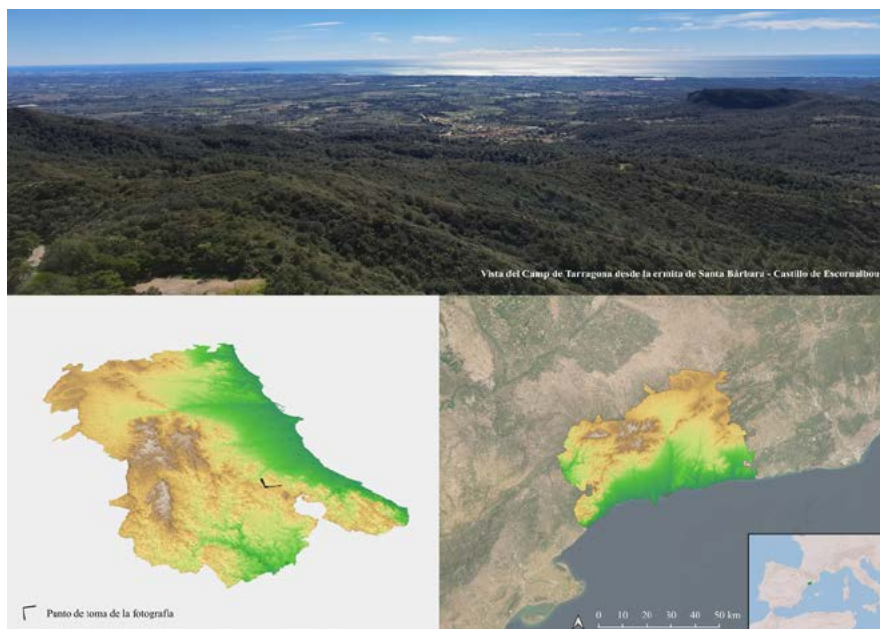 Vista del Camp de Tarragona desde la ermita de Santa Bárbara - Castillo de Escornalbou
Punto de toma de la fotografía
0 10 20 30 40 50 km